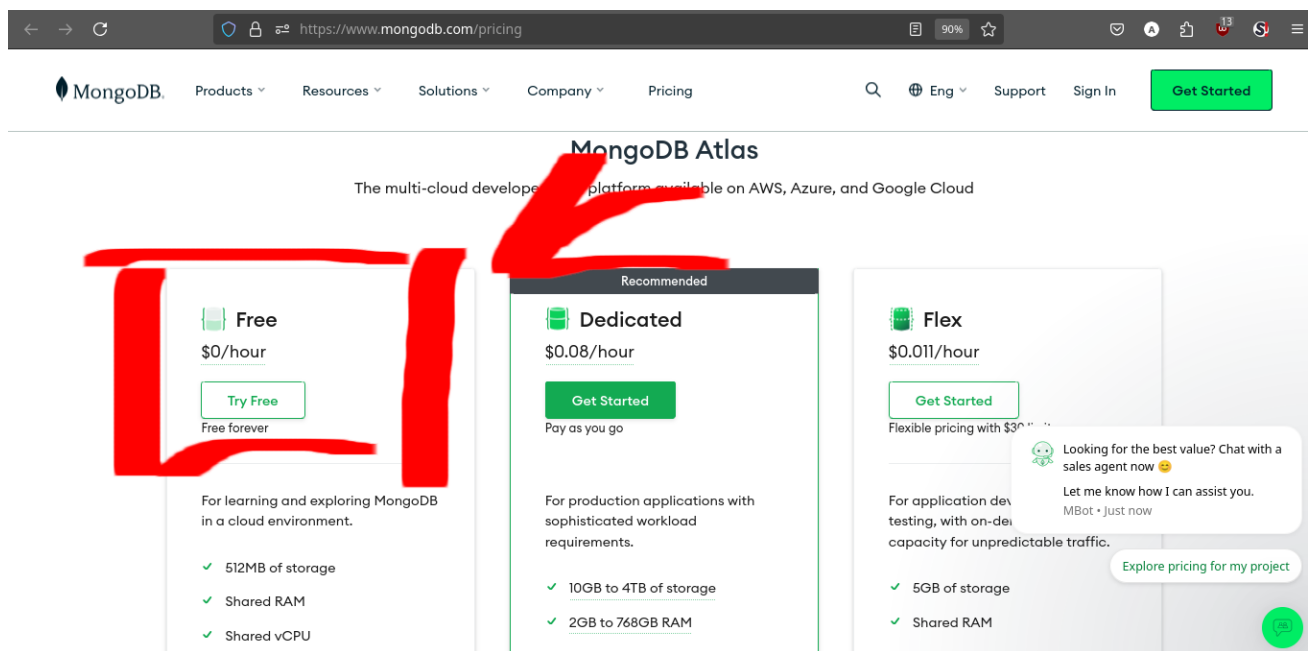 https://www.mongodb.com/pricing
90%
13
MongoDB.
Products
Resources
Solutions
Company
Pricing
Eng
Support
Sign In
Get Started
MongoDB Atlas
The multi-cloud develope platform available on AWS, Azure, and Google Cloud
Free
$0/hour
Try Free
Free forever
For learning and exploring MongoDB
in a cloud environment.
512MB of storage
Shared RAM
Shared vCPU
Recommended
Dedicated
$0.08/hour
Get Started
Pay as you go
For production applications with
sophisticated workload
requirements.
10GB to 4TB of storage
2GB to 768GB RAM
Flex
$0.011/hour
Get Started
Flexible pricing with $30 limit
For application dev
testing, with on-de
capacity for unpredictable traffic.
5GB of storage
Shared RAM
Looking for the best value? Chat with a
sales agent now 😊
Let me know how I can assist you.
MBot • Just now
Explore pricing for my project